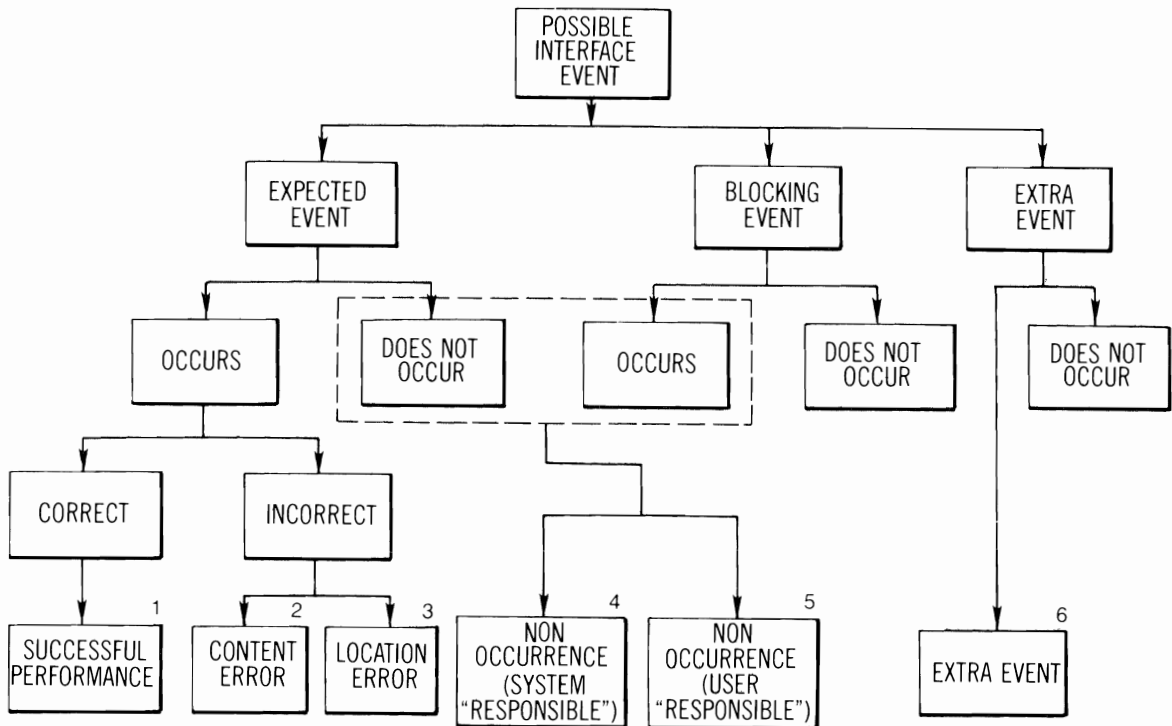 POSSIBLE
INTERFACE
EVENT
EXPECTED
EVENT
BLOCKING
EVENT
EXTRA
EVENT
OCCURS
DOES NOT
OCCUR
OCCURS
DOES NOT
OCCUR
DOES NOT
OCCUR
CORRECT
INCORRECT
1
SUCCESSFUL
PERFORMANCE
2
CONTENT
ERROR
3
LOCATION
ERROR
4
NON
OCCURRENCE
(SYSTEM
“RESPONSIBLE”)
5
NON
OCCURRENCE
(USER
“RESPONSIBLE”)
6
EXTRA EVENT